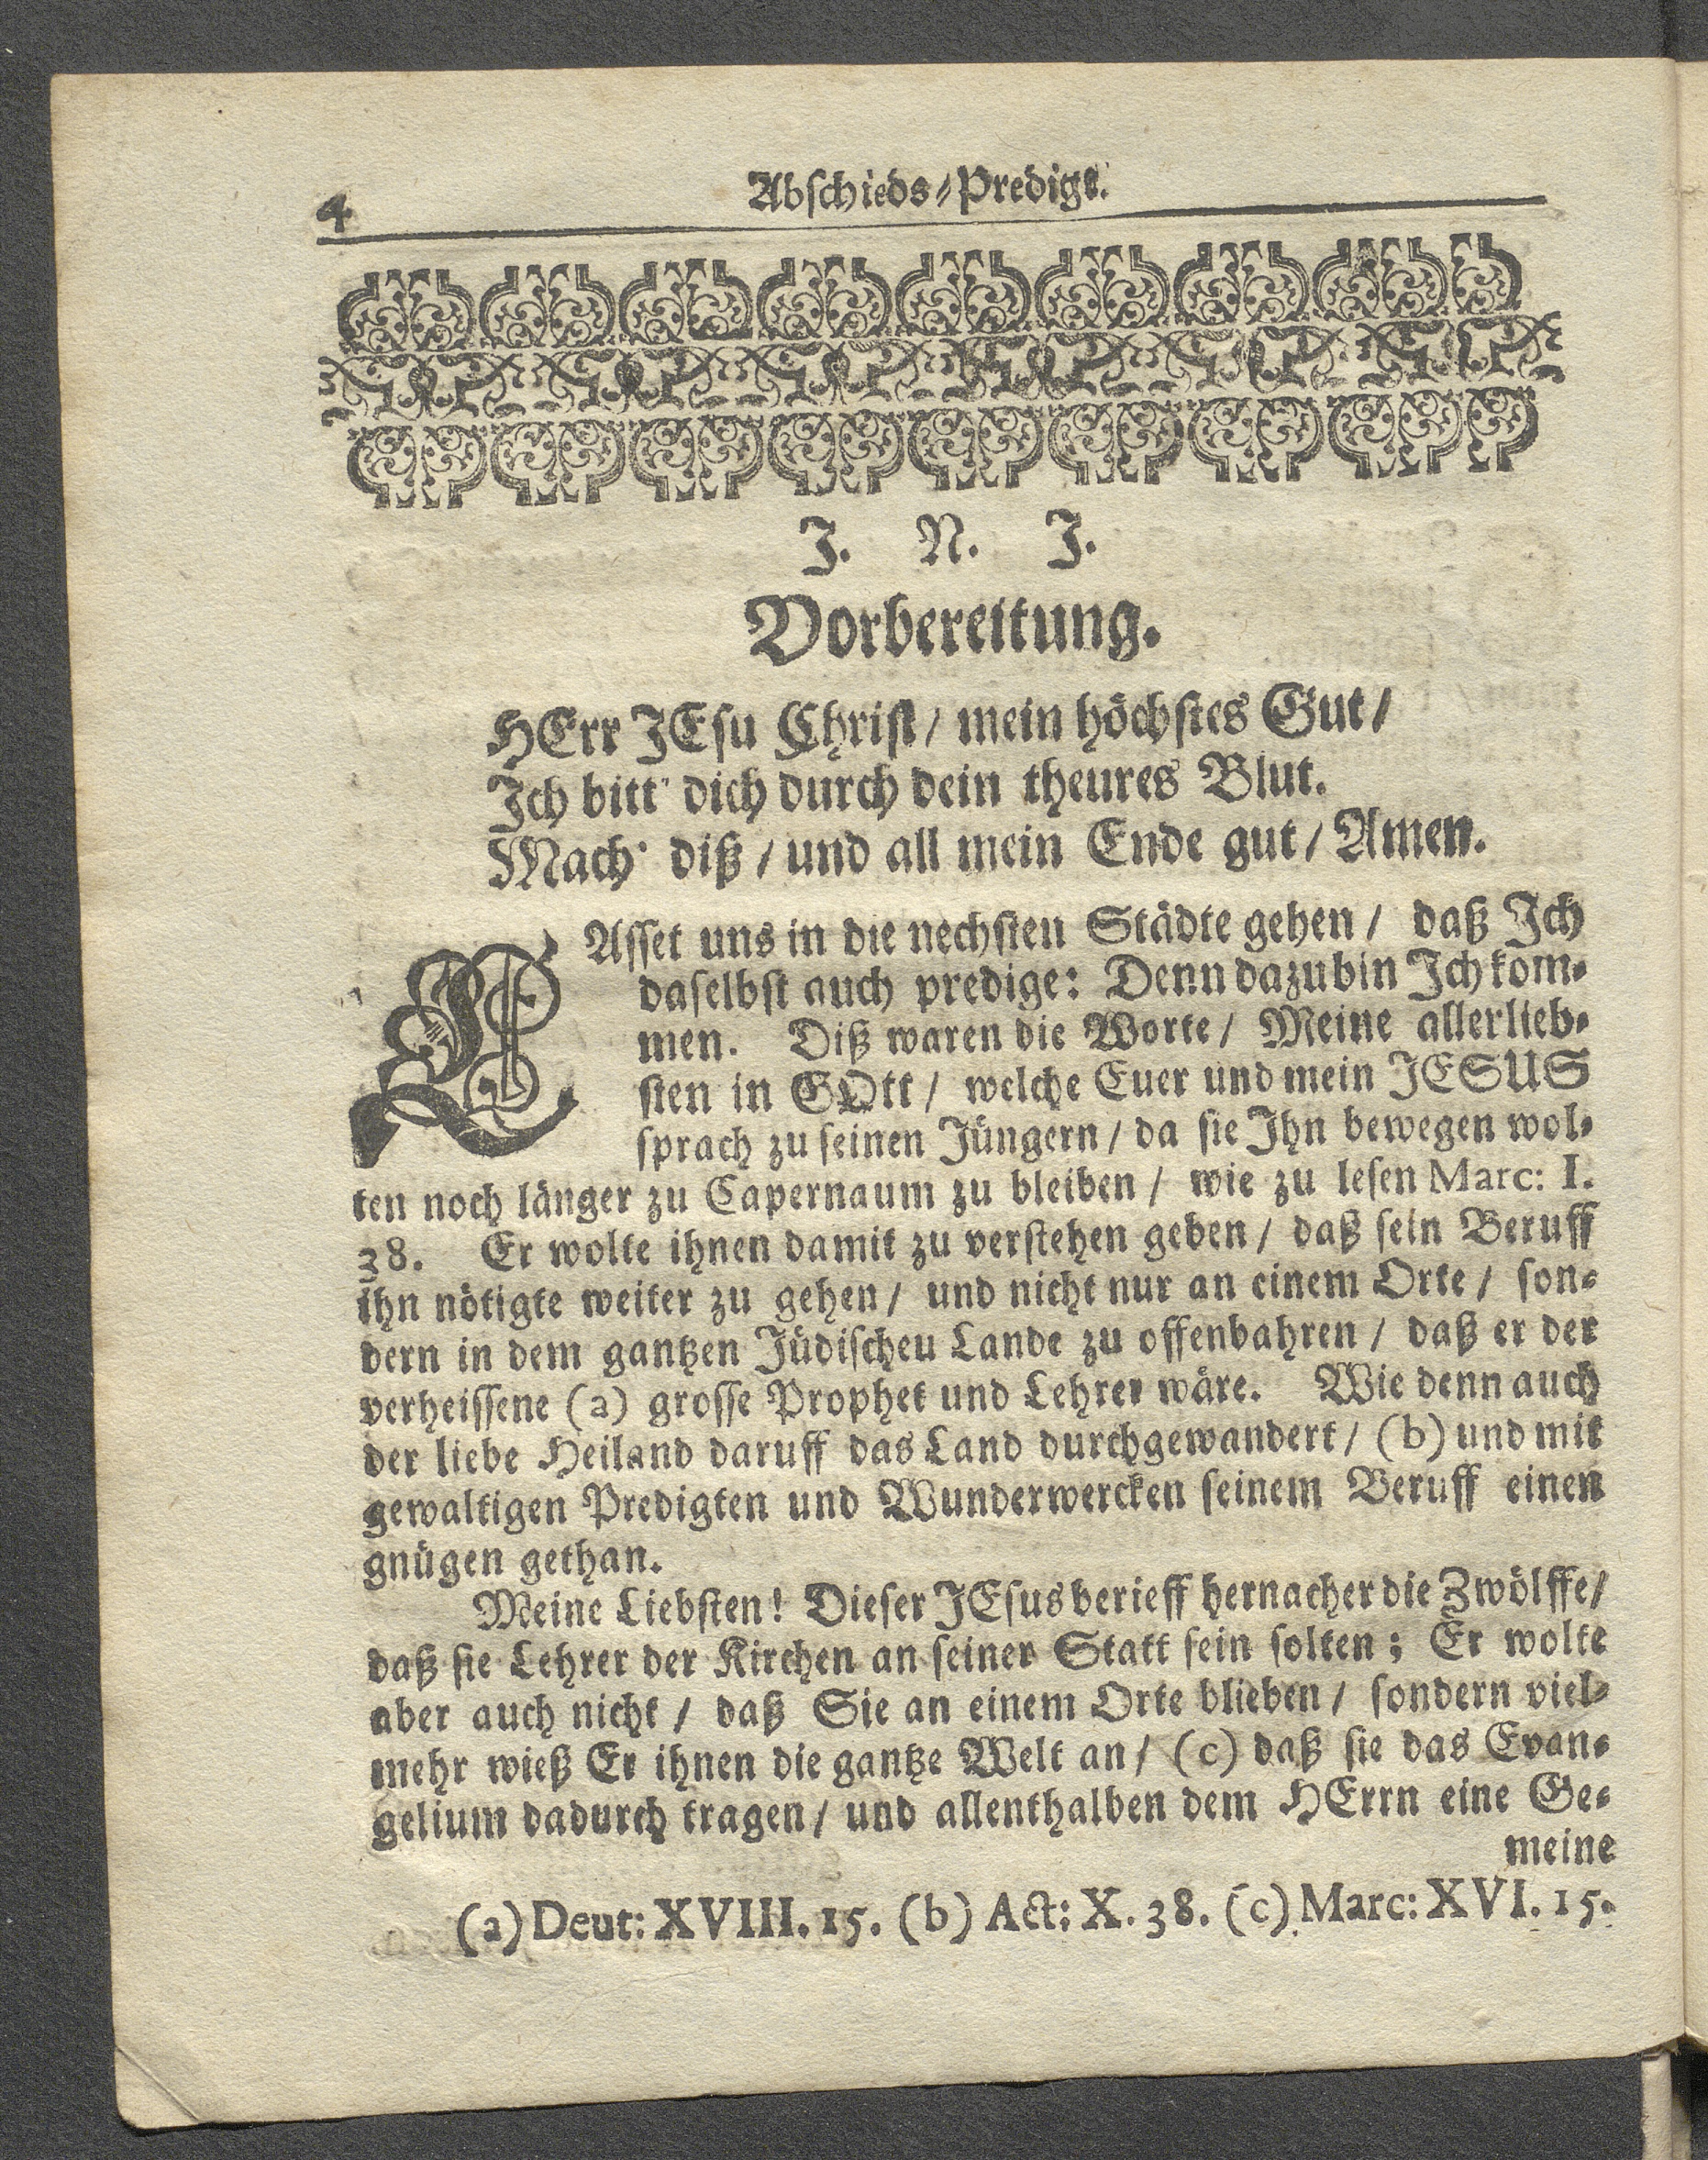 4
Abschieds-Predigt.
J. N. J.
Vorbereitung.
HErr JEsu Christ / mein höchstes Gut /
Jch bitt' dich durch dein theures Blut.
Mach' diß / und all mein Ende gut / Amen.
LAsset uns in die nechsten Städte gehen / daß Jch
daselbst auch predige: Denn dazu bin Jch kom-
men. Diß waren die Worte / Meine allerlieb-
sten in GOtt / welche Euer und mein JESUS
sprach zu seinen Jüngern / da sie Jhn bewegen wol-
ten noch länger zu Capernaum zu bleiben / wie zu lesen Marc: I.
38. Er wolte ihnen damit zu verstehen geben / daß sein Beruff
ihn nötigte weiter zu gehen / und nicht nur an einem Orte / son-
dern in dem gantzen Jüdischeu Lande zu offenbahren / daß er der
verheissene (a) grosse Prophet und Lehrer wäre. Wie denn auch
der liebe Heiland daruff das Land durchgewandert / (b) und mit
gewaltigen Predigten und Wunderwercken seinem Beruff einen
gnügen gethan.
Meine Liebsten! Dieser JEsus berieff hernacher die Zwölffe /
daß sie Lehrer der Kirchen an seiner Statt sein solten; Er wolte
aber auch nicht / daß Sie an einem Orte blieben / sondern viel-
mehr wieß Er ihnen die gantze Welt an / (c) daß sie das Evan-
gelium dadurch tragen / und allenthalben dem HErrn eine Ge-
meine
(a) Deut: XVIII. 15. (b) Act: X. 38. (c) Marc: XVI. 15.